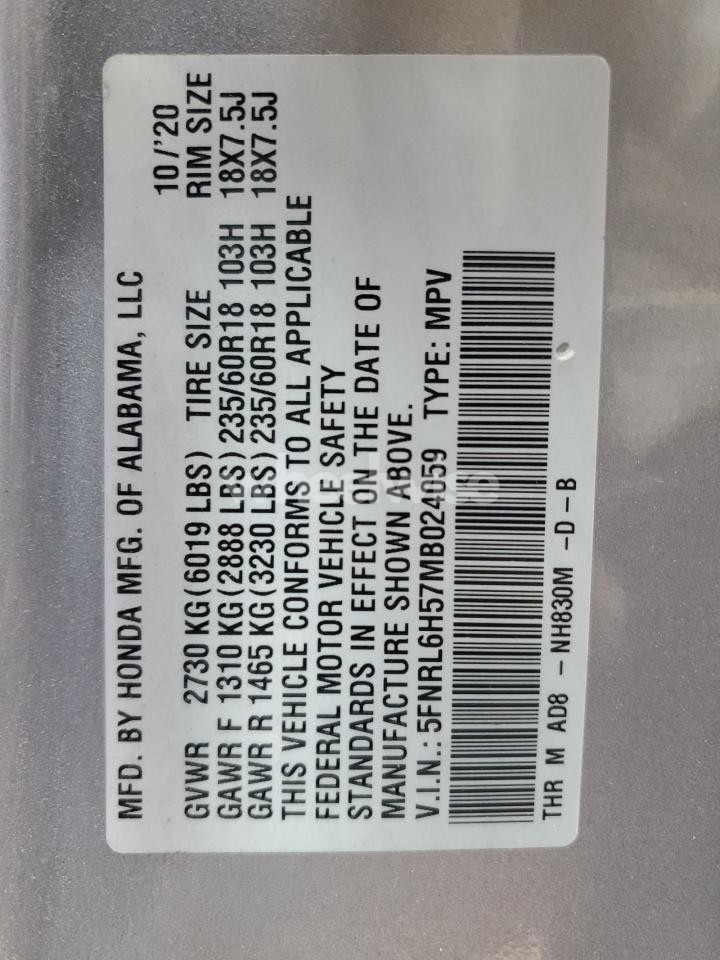 MFD. BY HONDA MFG. OF ALABAMA, LLC
10/'20
GVWR 2730 KG(6019 LBS) TIRE SIZE RIM SIZE
GAWR F 1310 KG(2888 LBS)235/60R18 103H 18X7.5J
GAWR R 1465 KG(3230 LBS)235/60R18 103H 18X7.5J
THIS VEHICLE CONFORMS TO ALL APPLICABLE
FEDERAL MOTOR VEHICLE SAFETY
STANDARDS IN EFFECT ON THE DATE OF
MANUFACTURE SHOWN ABOVE.
V.I.N.: 5FNRL6H57MB024059 TYPE: MPV
THR M AD8 - NH830M -D-B